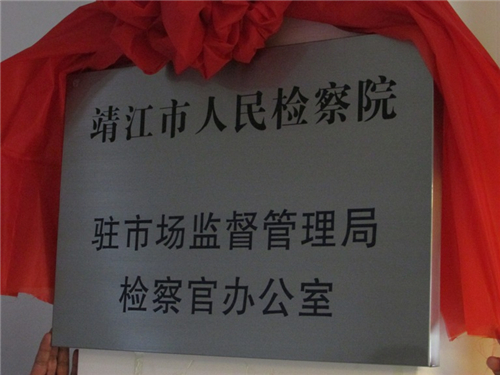 靖江市人民检察院
驻市场监督管理局
检察官办公室